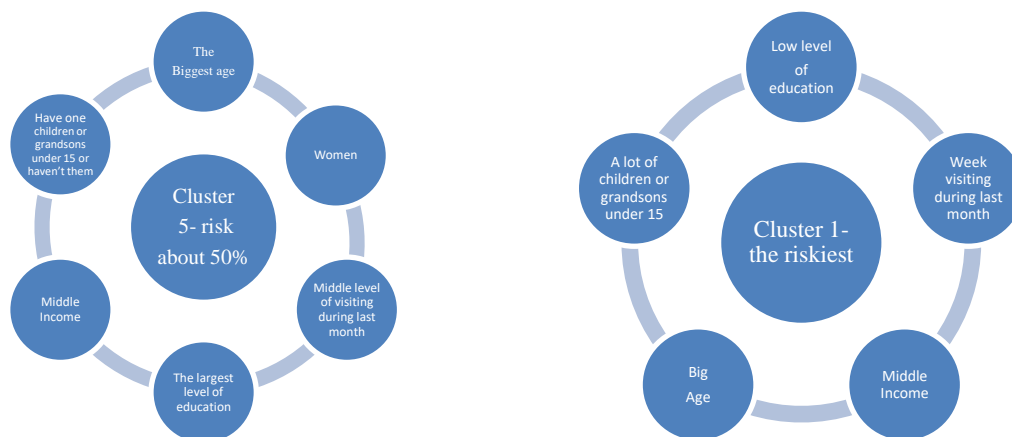 The
Biggest age
Women
Middle level
of visiting
during last
month
The largest
level of
education
Middle
Income
Have one
children or
grandsons
under 15 or
haven't them
Cluster
5- risk
about 50%
Low level
of
education
Week
visiting
during last
month
Middle
Income
Big
Age
A lot of
children or
grandsons
under 15
Cluster 1-
the riskiest